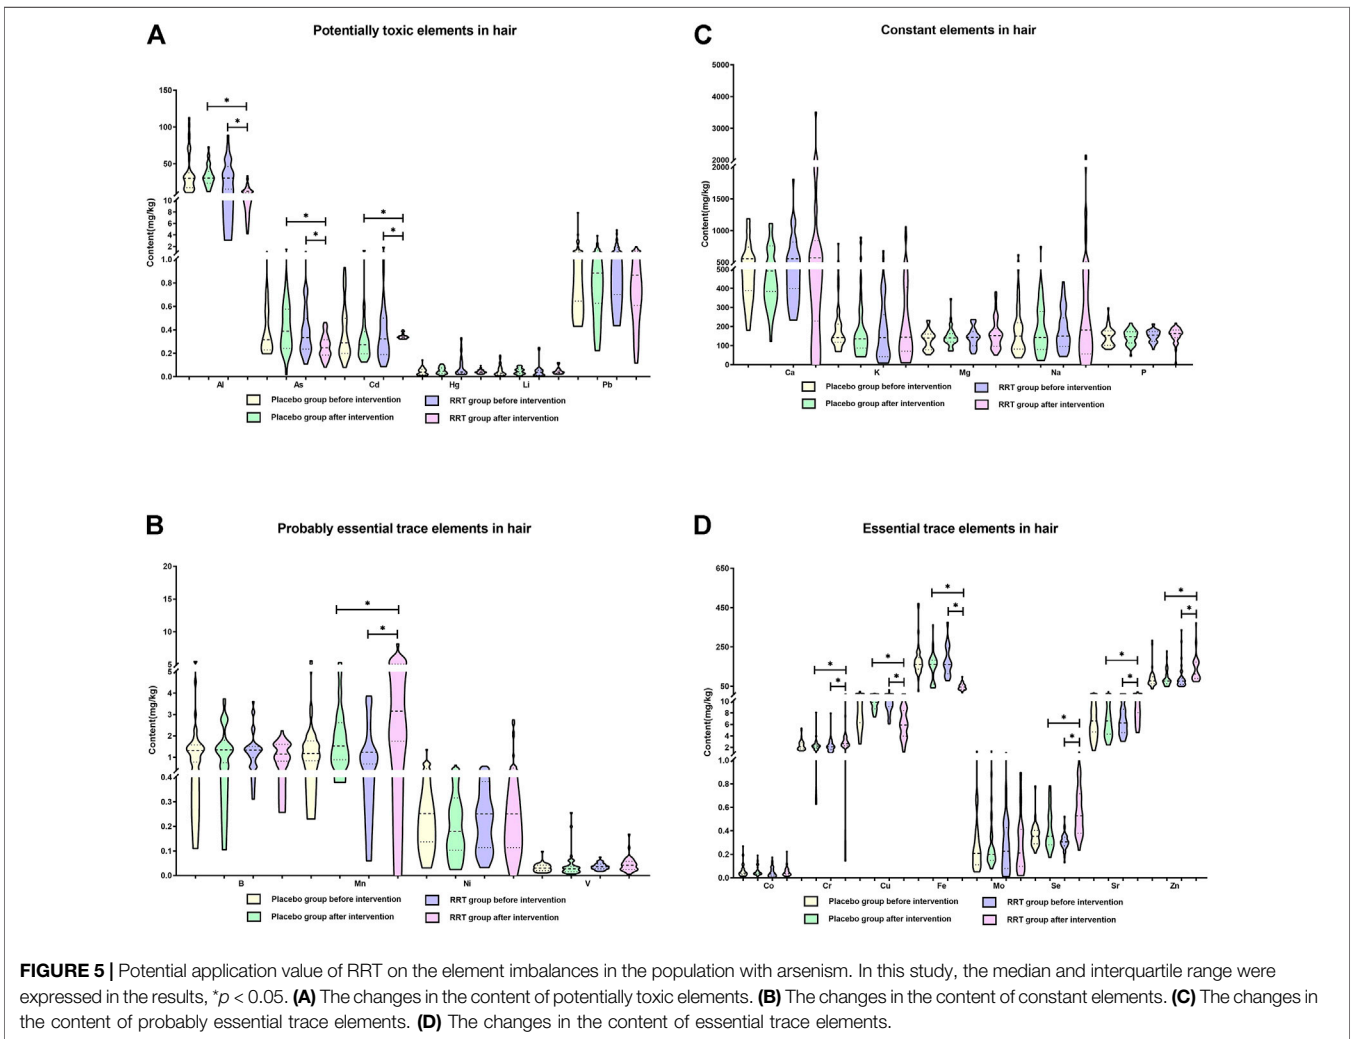 A
Potentially toxic elements in hair
150
100
50
10
8
6
4
2
1.0
0.8
0.6
0.4
0.2
0.0
Content(mg/kg)
* * * * * *
Al As Cd Hg Li Pb
Placebo group before intervention
RRT group before intervention
Placebo group after intervention
RRT group after intervention
C
Constant elements in hair
5000
4000
3000
2000
2000
1500
1000
500
500
400
300
200
100
0
Content(mg/kg)
Ca K Mg Na P
Placebo group before intervention
RRT group before intervention
Placebo group after intervention
RRT group after intervention
B
Probably essential trace elements in hair
20
15
10
5
5
4
3
2
1
0.4
0.3
0.2
0.1
0.0
Content(mg/kg)
* *
B Mn Ni V
Placebo group before intervention
RRT group before intervention
Placebo group after intervention
RRT group after intervention
D
Essential trace elements in hair
650
450
250
50
10
8
6
4
2
1.0
0.8
0.6
0.4
0.2
0.0
Content(mg/kg)
* * * * * * * * * * * *
Co Cr Cu Fe Mo Se Sr Zn
Placebo group before intervention
RRT group before intervention
Placebo group after intervention
RRT group after intervention
FIGURE 5 | Potential application value of RRT on the element imbalances in the population with arsenism. In this study, the median and interquartile range were
expressed in the results, *p < 0.05. (A) The changes in the content of potentially toxic elements. (B) The changes in the content of constant elements. (C) The changes in
the content of probably essential trace elements. (D) The changes in the content of essential trace elements.